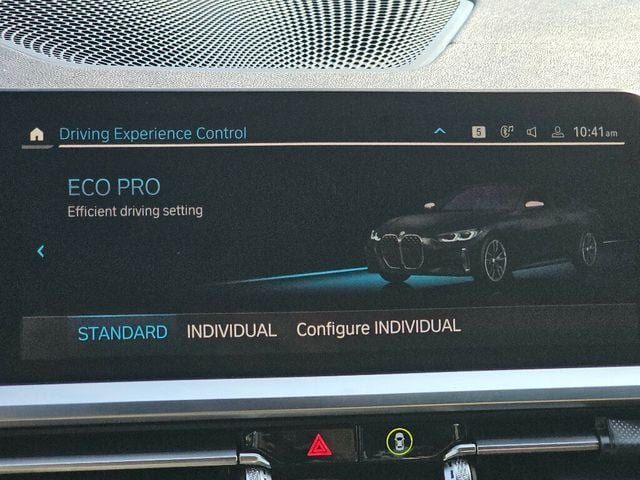 Driving Experience Control 5 10:41am
ECO PRO
Efficient driving setting
STANDARD INDIVIDUAL Configure INDIVIDUAL